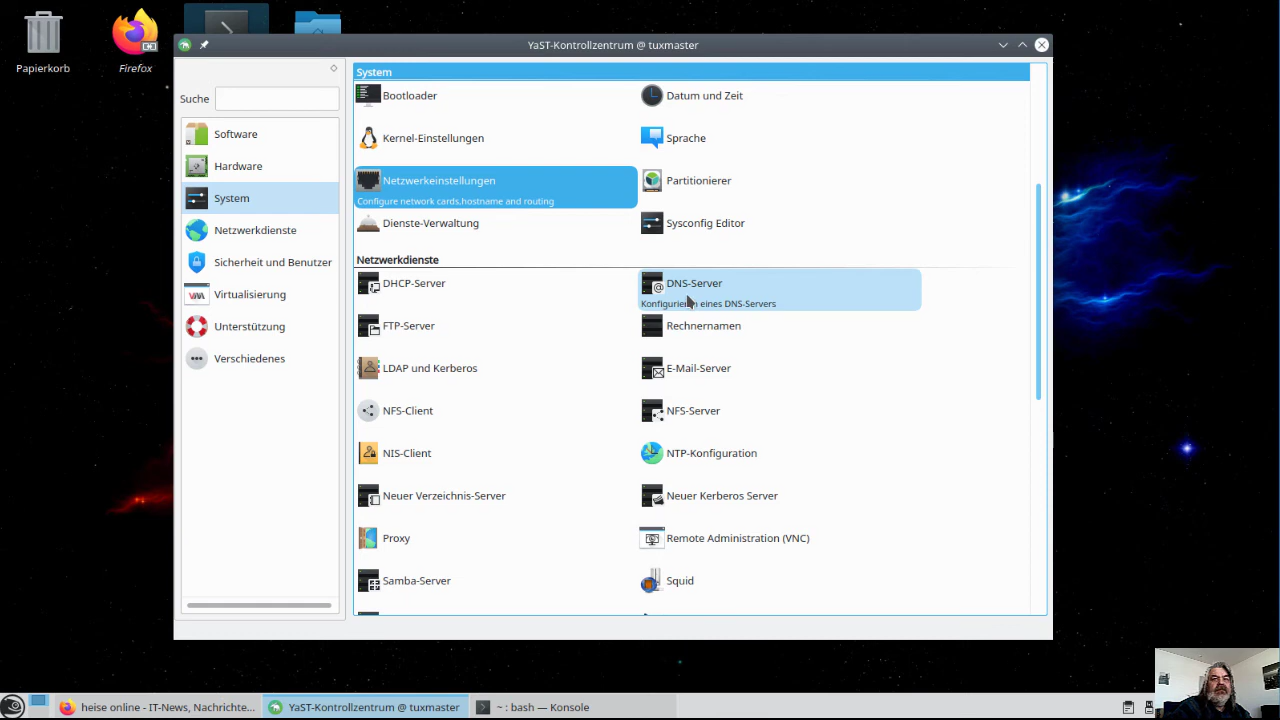 Papierkorb
Firefox
YaST-Kontrollzentrum @ tuxmaster
Suche
Software
Hardware
System
Netzwerkdienste
Sicherheit und Benutzer
Virtualisierung
Unterstützung
Verschiedenes
System
Bootloader
Datum und Zeit
Kernel-Einstellungen
Sprache
Netzwerkeinstellungen
Configure network cards,hostname and routing
Partitionierer
Dienste-Verwaltung
Sysconfig Editor
Netzwerkdienste
DHCP-Server
DNS-Server
eines DNS-Servers
FTP-Server
Rechnernamen
LDAP und Kerberos
E-Mail-Server
NFS-Client
NFS-Server
NIS-Client
NTP-Konfiguration
Neuer Verzeichnis-Server
Neuer Kerberos Server
Proxy
Remote Administration (VNC)
Samba-Server
Squid
heise online - IT-News, Nachrichte...
YaST-Kontrollzentrum @ tuxmaster
~ : bash — Konsole